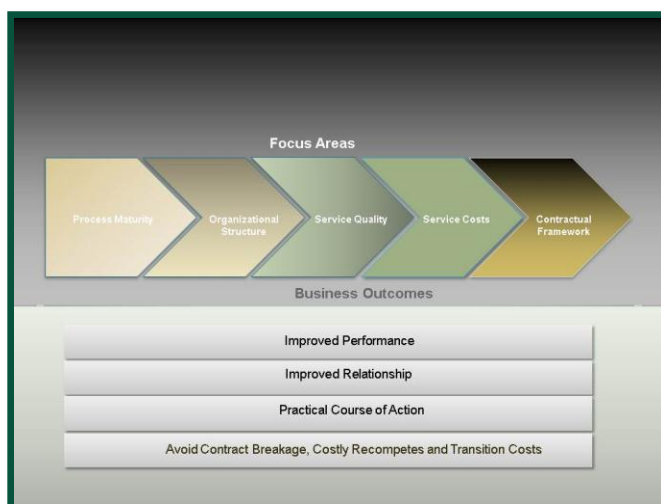 Focus Areas
Process Maturity
Organizational
Structure
Service Quality
Service Costs
Contractual
Framework
Business Outcomes
Improved Performance
Improved Relationship
Practical Course of Action
Avoid Contract Breakage, Costly Recompetes and Transition Costs